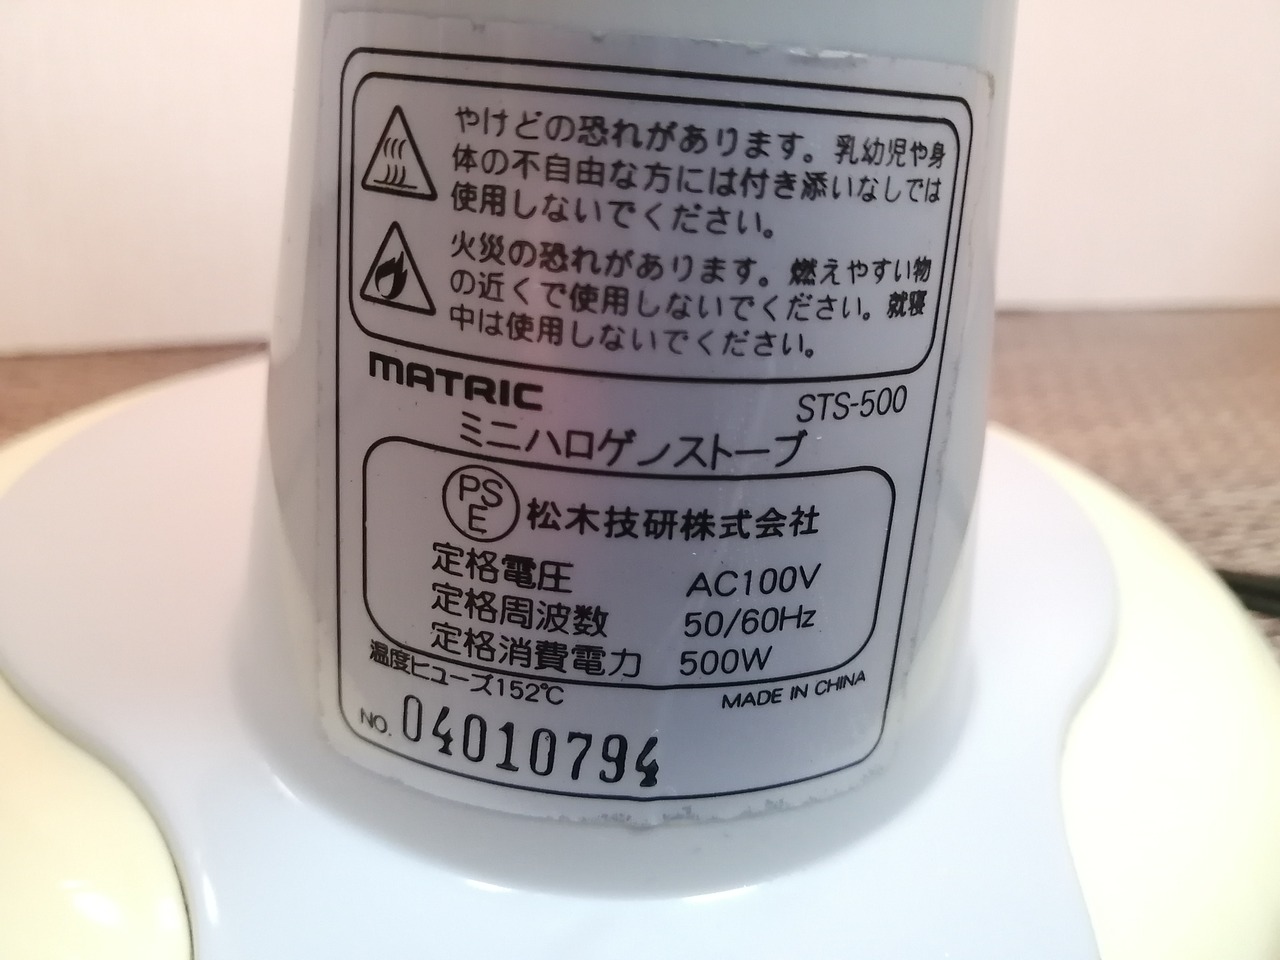 やけどの恐れがあります。乳幼児や身
体の不自由な方には付き添いなしでは
使用しないでください。
火災の恐れがあります。燃えやすい物
の近くで使用しないでください。就寝
中は使用しないでください。
MATRIC
STS-500
ミニハロゲンストーブ
PS
E
松木技研株式会社
定格電圧 AC100V
定格周波数 50/60Hz
定格消費電力 500W
温度ヒューズ152℃
MADE IN CHINA
NO. 04010794